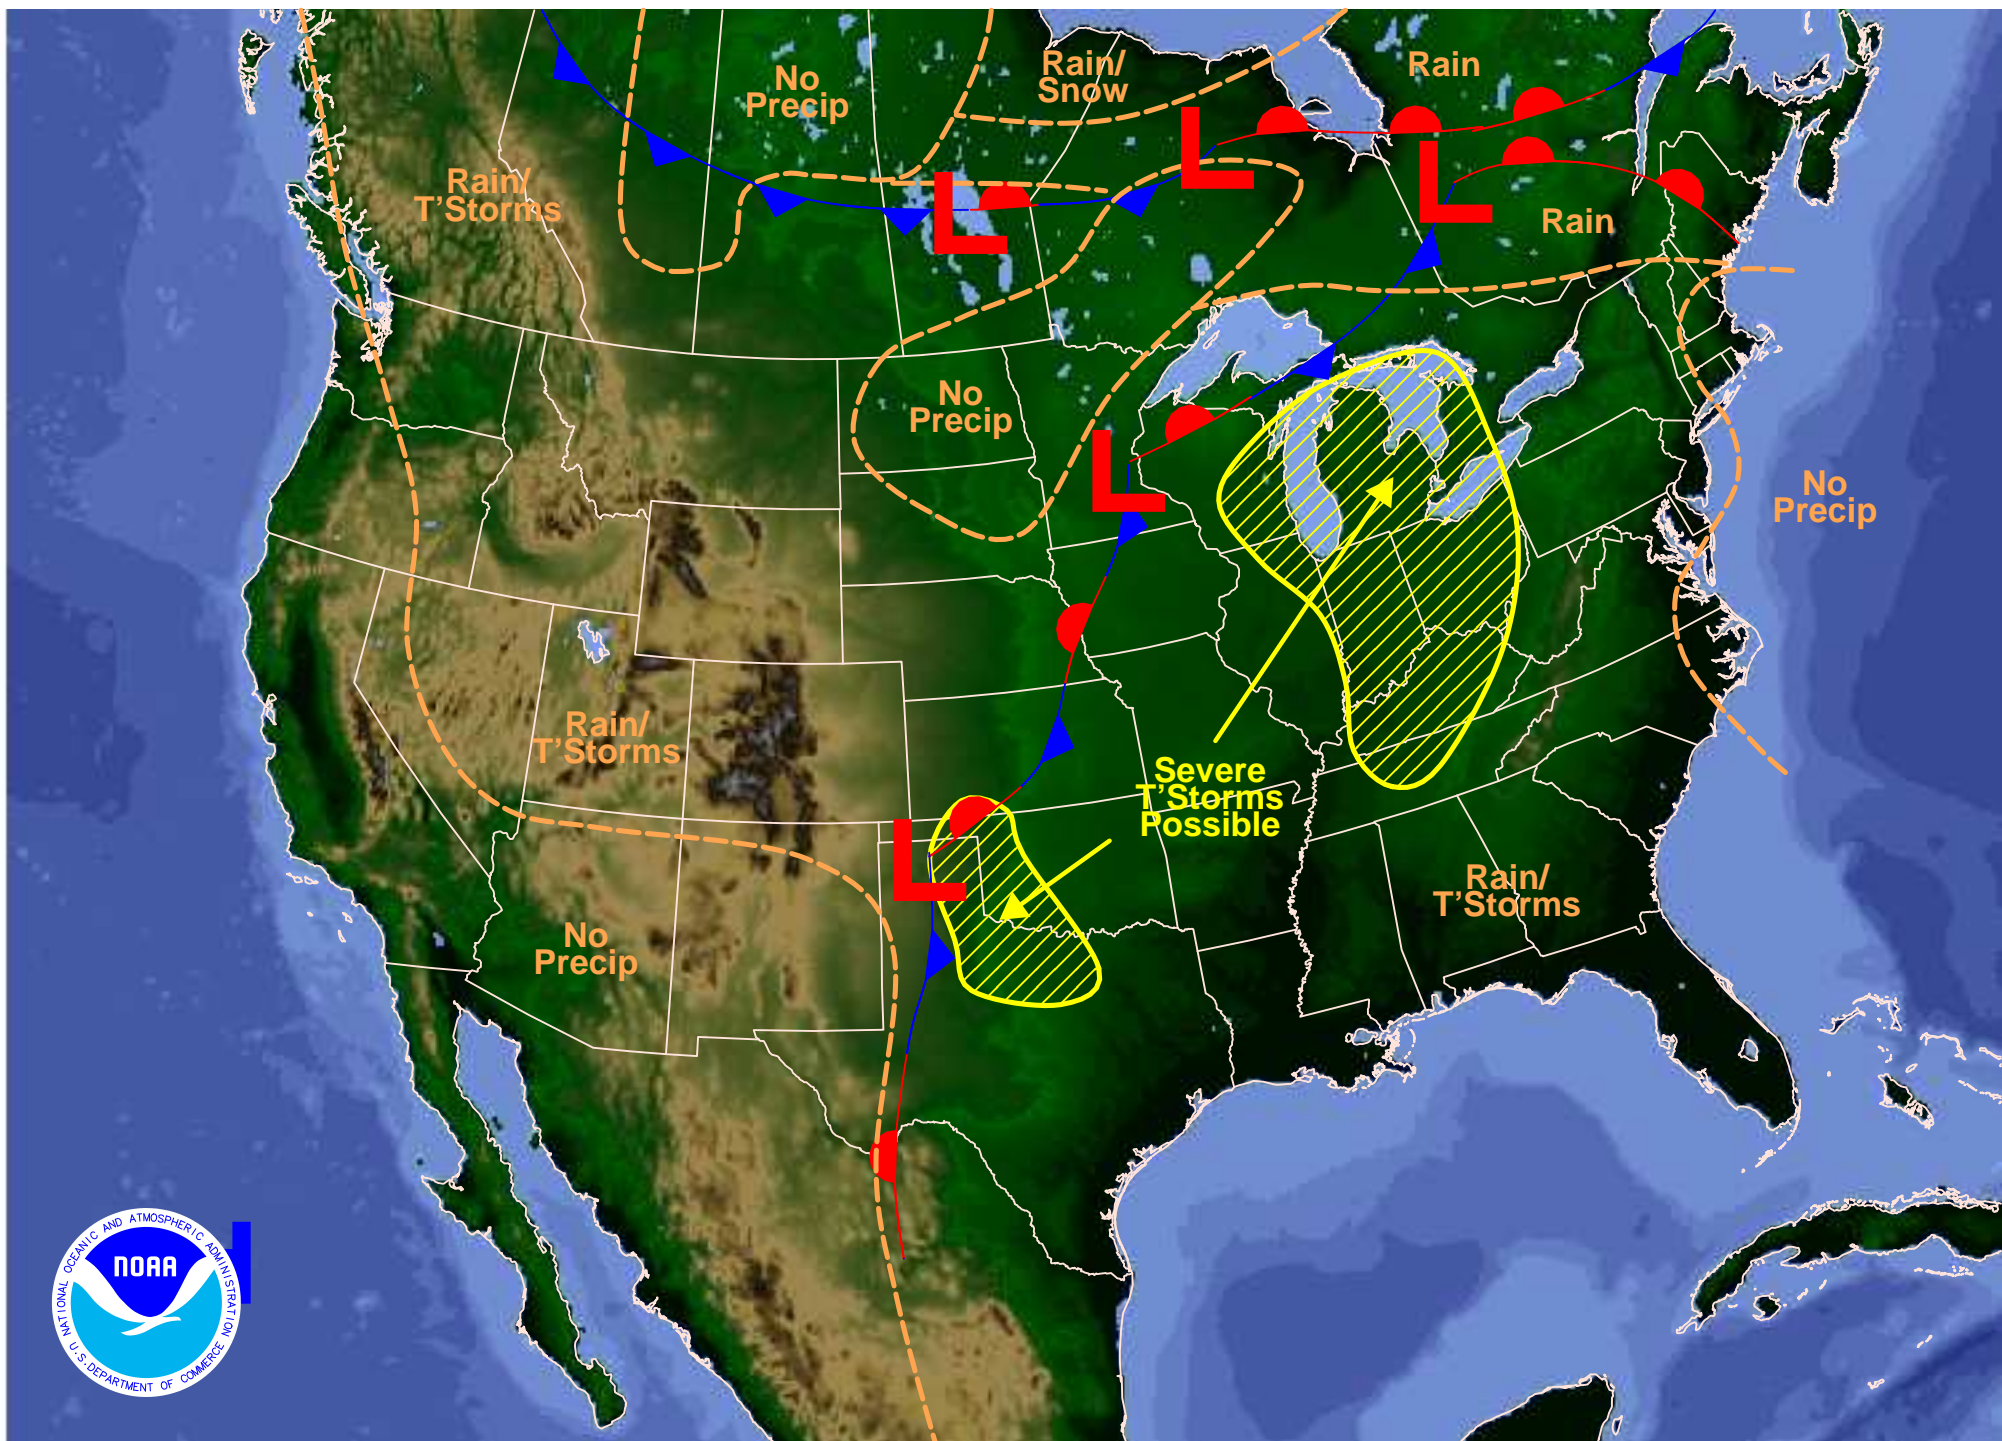 No
Precip
Rain/
Snow
Rain
L
Rain/
T'Storms
L
L
Rain
No
Precip
L
No
Precip
Rain/
T'Storms
Severe
T'Storms
Possible
L
Rain/
T'Storms
No
Precip
NATIONAL OCEANIC AND ATMOSPHERIC ADMINISTRATION
NOAA
U.S. DEPARTMENT OF COMMERCE